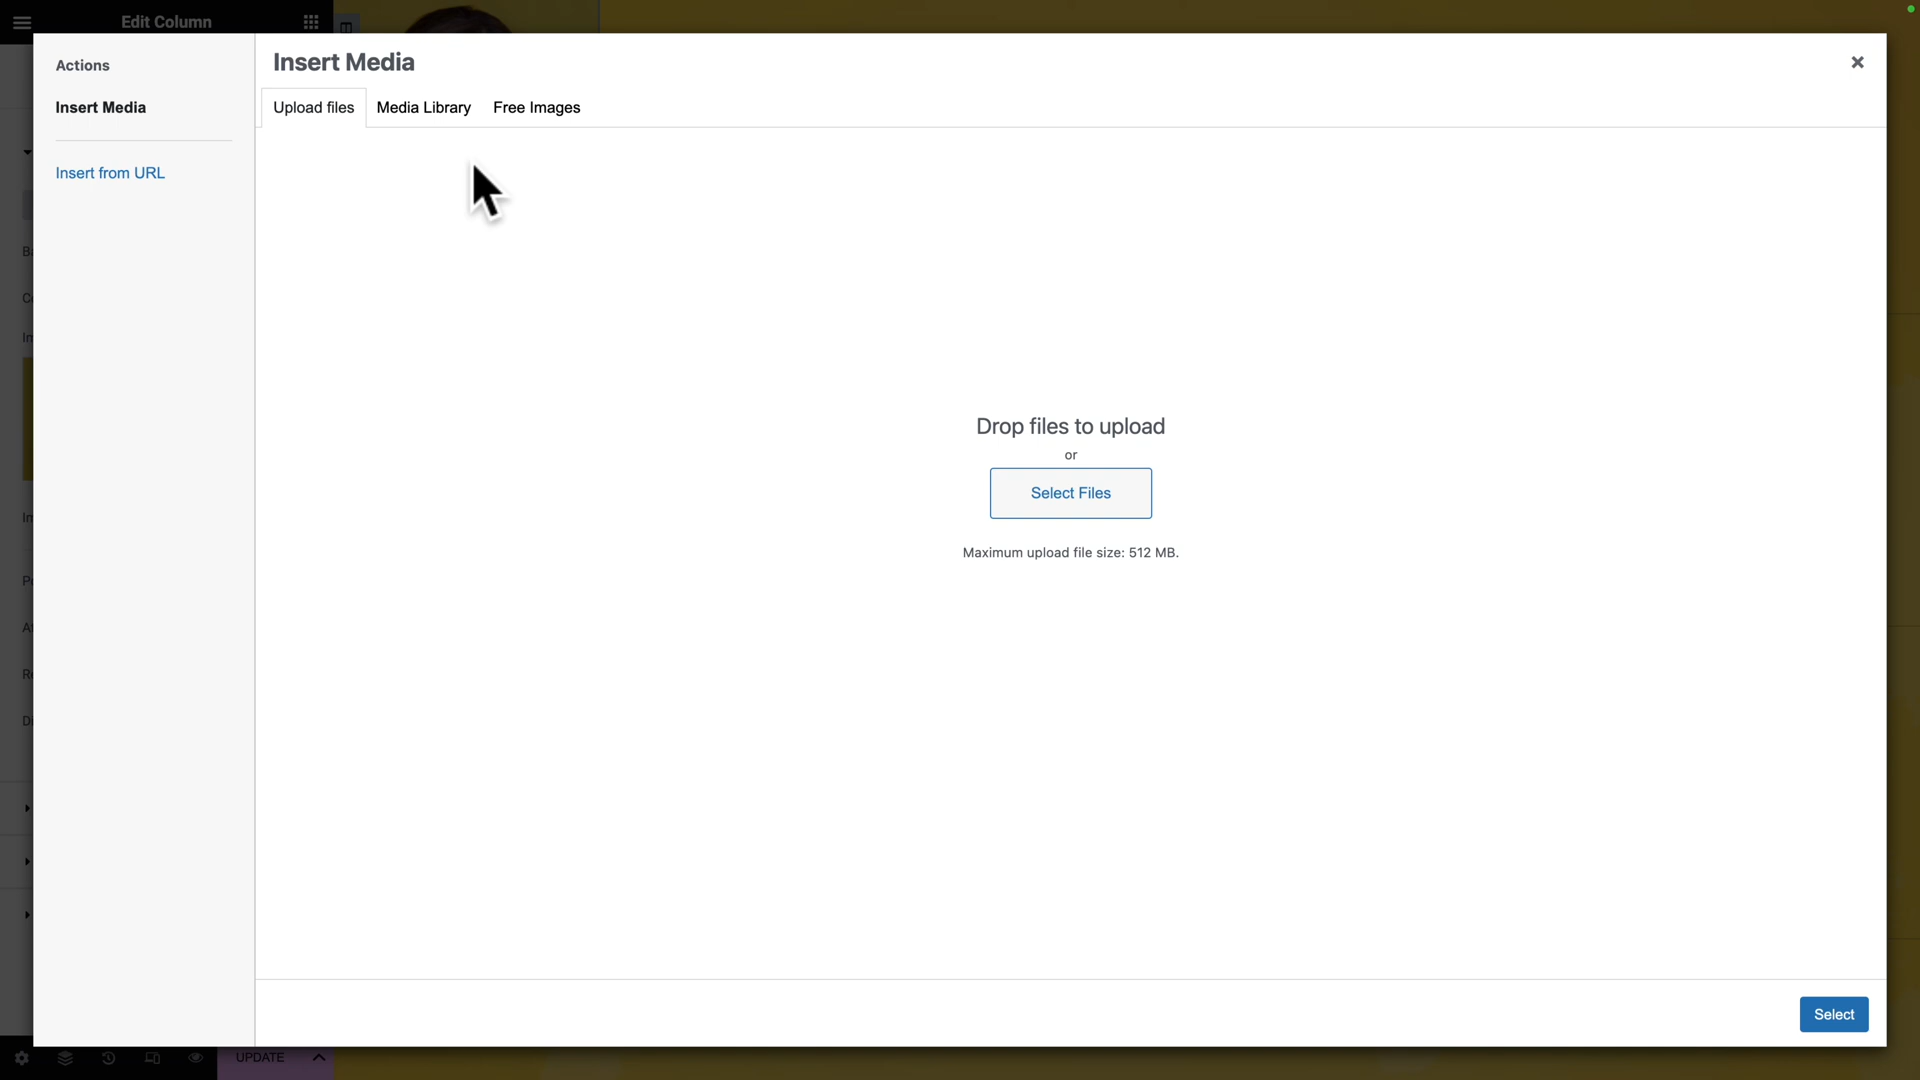 Edit Column
Actions
Insert Media
Insert from URL
Insert Media
Upload files Media Library Free Images
Drop files to upload
or
Select Files
Maximum upload file size: 512 MB.
Select
UPDATE